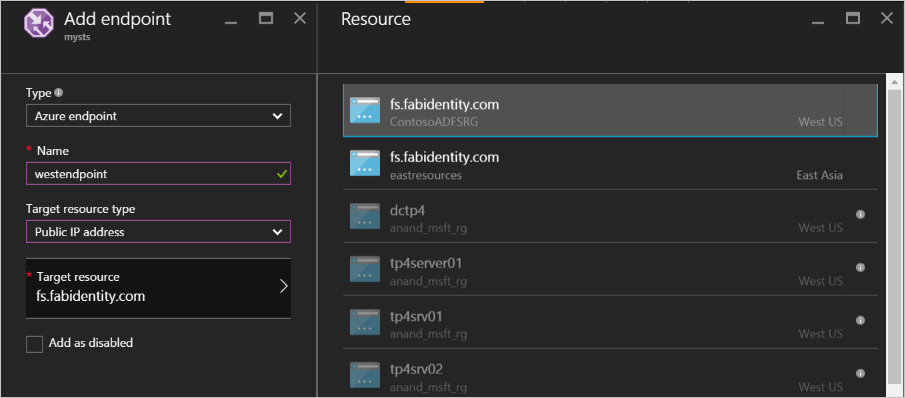 Add endpoint
mysts
Type
Azure endpoint
* Name
westendpoint
Target resource type
Public IP address
* Target resource
fs.fabidentity.com
Add as disabled
Resource
fs.fabidentity.com
ContosoADFSRG West US
fs.fabidentity.com
eastresources East Asia
dctp4
anand_msft_rg West US
tp4server01
anand_msft_rg West US
tp4srv01
anand_msft_rg West US
tp4srv02
anand_msft_rg West US